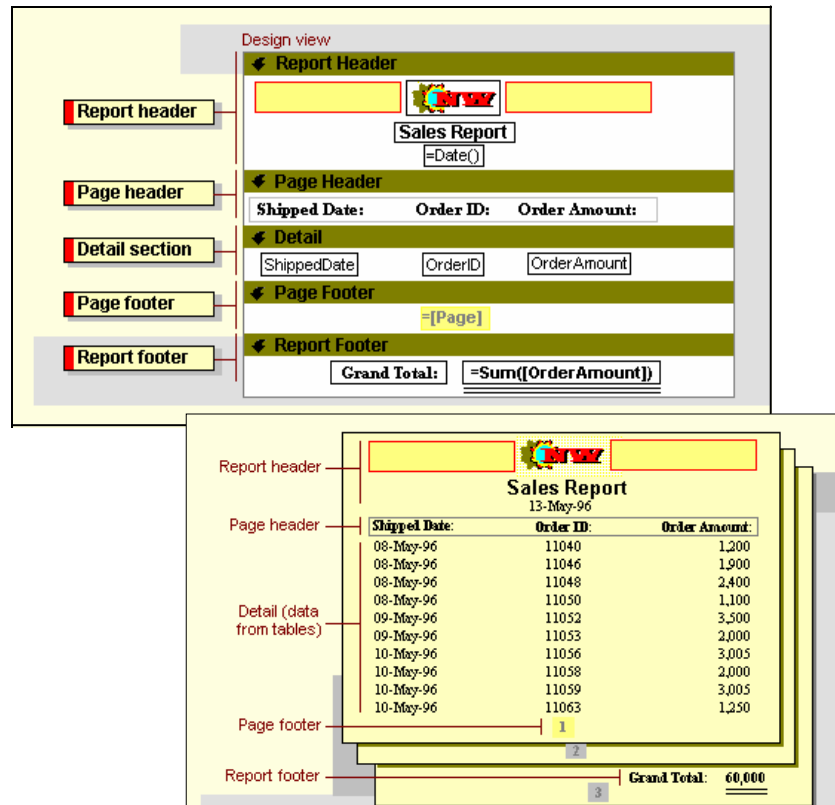 Design view
Report Header
NW
Report header
Sales Report
=Date()
Page Header
Page header
Shipped Date: Order ID: Order Amount:
Detail
Detail section
ShippedDate OrderID OrderAmount
Page Footer
Page footer
=[Page]
Report Footer
Report footer
Grand Total: =Sum([OrderAmount])
NW
Report header
Sales Report
13-May-96
Page header
Shipped Date: Order ID: Order Amount:
08-May-96 11040 1,200
08-May-96 11046 1,900
08-May-96 11048 2,400
08-May-96 11050 1,100
09-May-96 11052 3,500
Detail (data
from tables)
09-May-96 11053 2,000
10-May-96 11056 3,005
10-May-96 11058 2,000
10-May-96 11059 3,005
10-May-96 11063 1,250
Page footer
1
2
Report footer
Grand Total: 60,000
3